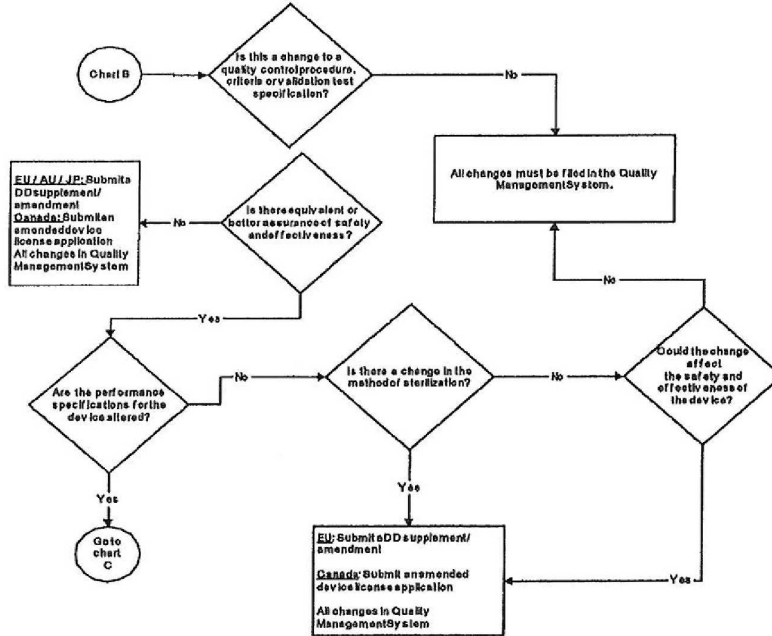 Chart B
Is this a change to a
quality control procedure,
criteria or validation test
specification?
No
All changes must be filed in the Quality
Management System.
EU / AU / JP: Submit a
DD supplement/
amendment
Canada: Submit an
amended device
license application
All changes in Quality
Management System
No
Is there equivalent or
better assurance of safety
and effectiveness?
No
Yes
Are the performance
specifications for the
device altered?
No
Is there a change in the
method of sterilization?
No
Could the change
affect
the safety and
effectiveness of
the device?
Yes
Yes
Go to
chart
C
EU: Submit a DD supplement/
amendment
Canada: Submit an amended
device license application
All changes in Quality
Management System
Yes